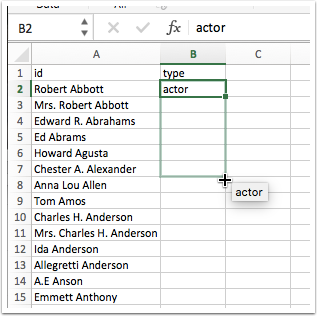 B2 fx actor
A B C
1 id type
2 Robert Abbott actor
3 Mrs. Robert Abbott
4 Edward R. Abrahams
5 Ed Abrams
6 Howard Agusta
7 Chester A. Alexander
8 Anna Lou Allen
actor
9 Tom Amos
10 Charles H. Anderson
11 Mrs. Charles H. Anderson
12 Ida Anderson
13 Allegretti Anderson
14 A.E Anson
15 Emmett Anthony